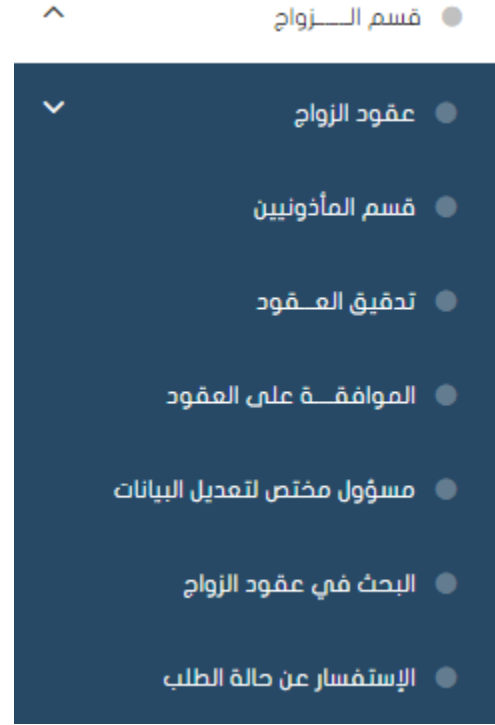 قسم الـــــزواج
عقود الزواج
قسم المأذونيين
تدقيق العــقود
الموافقـــة على العقود
مسؤول مختص لتعديل البيانات
البحث في عقود الزواج
الإستفسار عن حالة الطلب